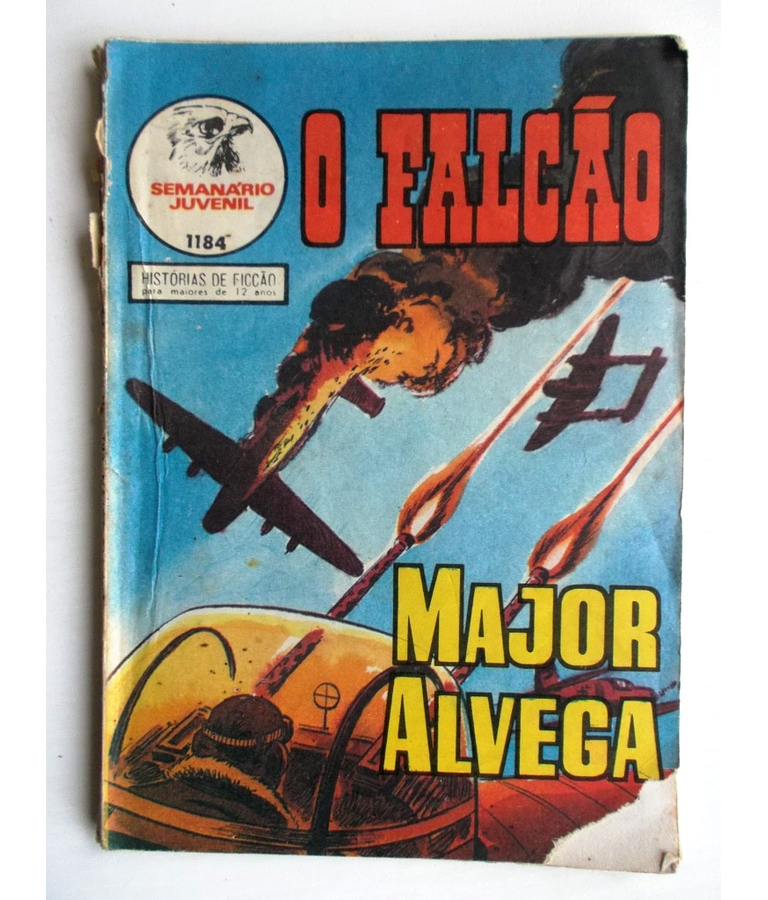 O FALCÃO
SEMANÁRIO
JUVENIL
1184
HISTÓRIAS DE FICÇÃO
para maiores de 12 anos
MAJOR
ALVEGA